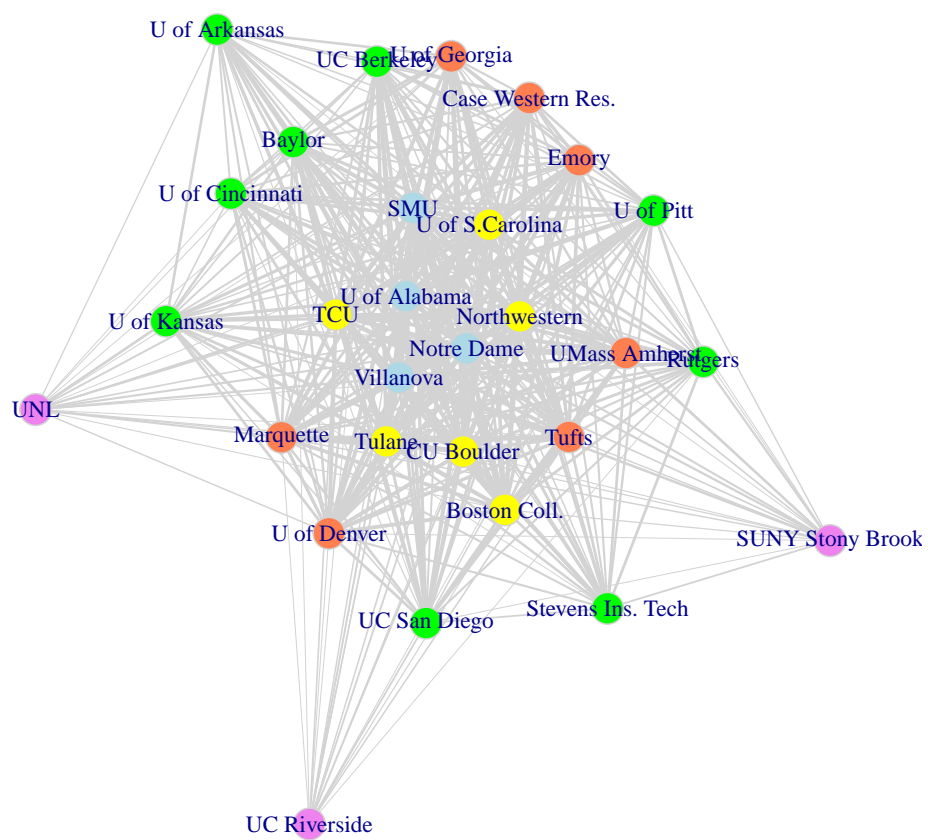 U of Arkansas
U of Georgia
UC Berkeley
Case Western Res.
Baylor
Emory
U of Cincinnati
SMU
U of Pitt
U of S.Carolina
U of Alabama
TCU
Northwestern
U of Kansas
Notre Dame
UMass Amherst
Rutgers
Villanova
UNL
Marquette
Tulane
Tufts
CU Boulder
Boston Coll.
U of Denver
SUNY Stony Brook
Stevens Ins. Tech
UC San Diego
UC Riverside